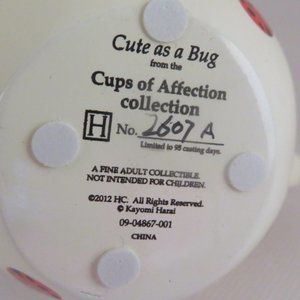 Cute as a Bug
from the
Cups of Affection
collection
H No. 2607 A
Limited to 95 casting days.
A FINE ADULT COLLECTIBLE.
NOT INTENDED FOR CHILDREN.
©2012 HC. All Rights Reserved.
© Kayomi Harai
09-04867-001
CHINA